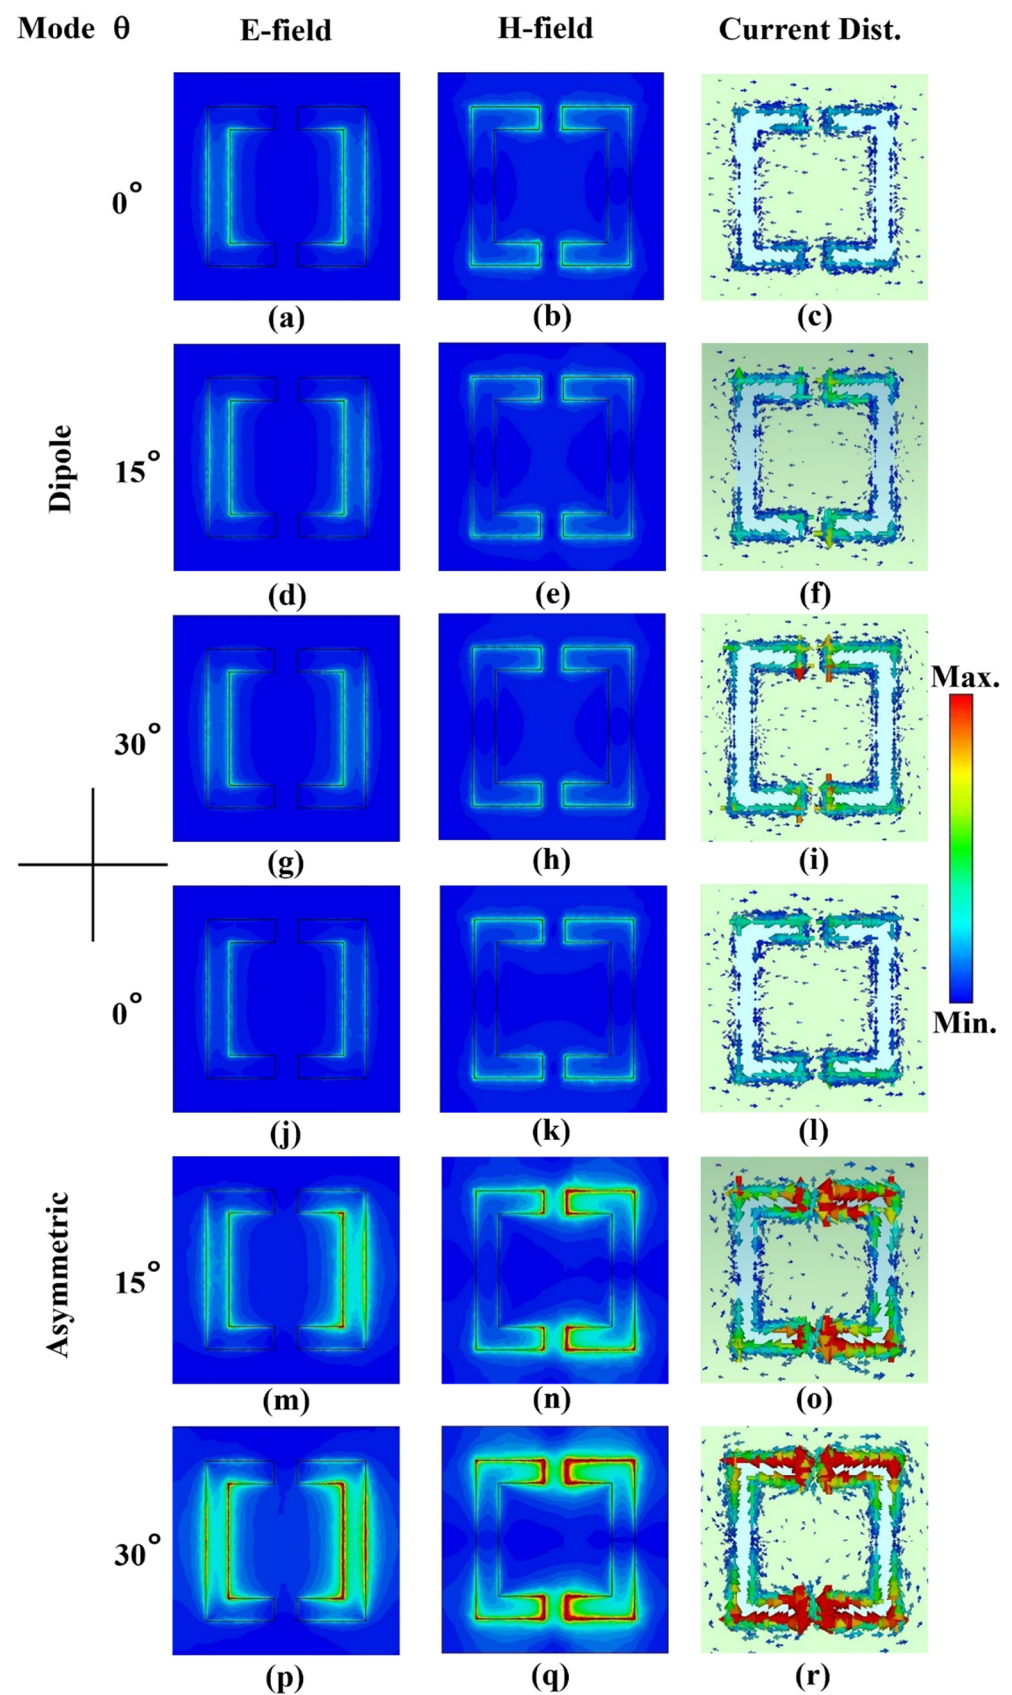 Mode θ E-field H-field Current Dist.
0°
(a) (b) (c)
Dipole
15°
(d) (e) (f)
30°
Max.
(g) (h) (i)
0°
Min.
(j) (k) (l)
Asymmetric
15°
(m) (n) (o)
30°
(p) (q) (r)